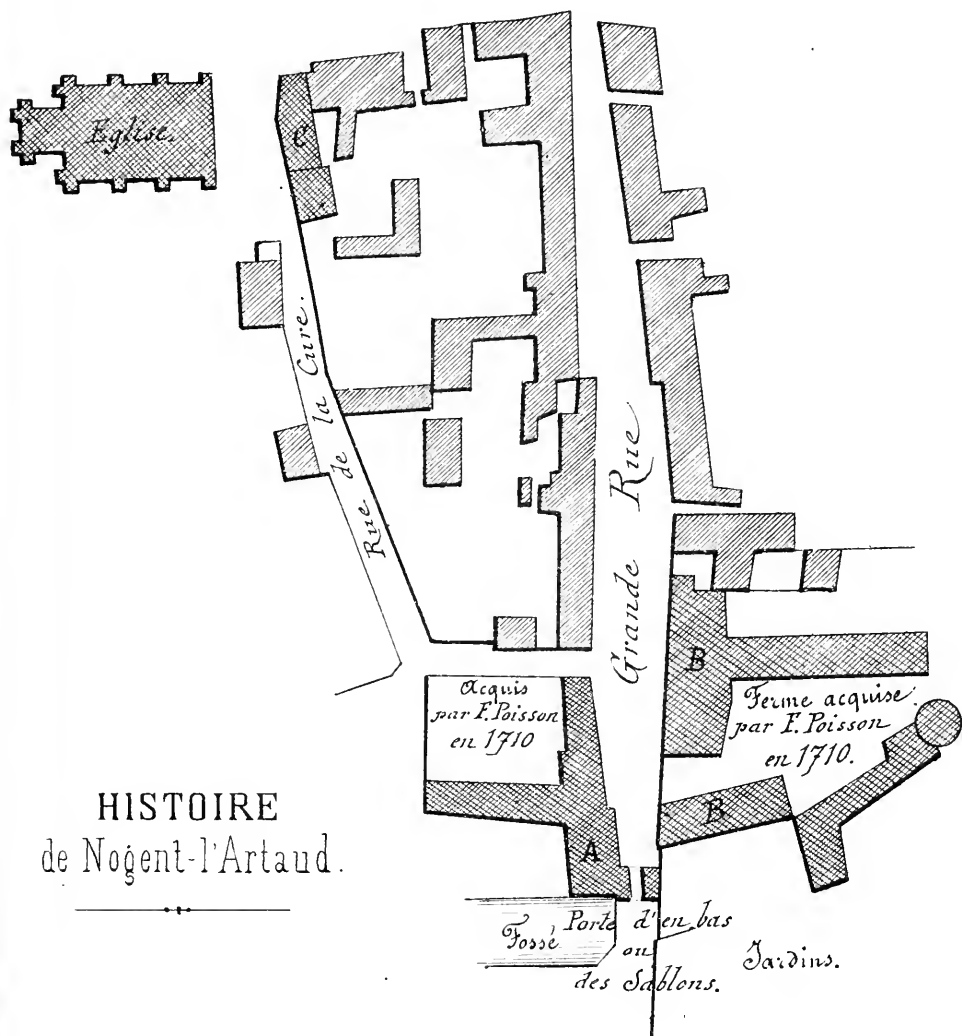 Eglise.
C
Rue de la Cure.
Grande Rue
B
Acquis
par F. Poisson
en 1710
Ferme acquise
par F. Poisson
en 1710.
B
A
HISTOIRE
de Nogent-l'Artaud.
Fossé
Porte d'en bas
ou
des Sablons.
Jardins.